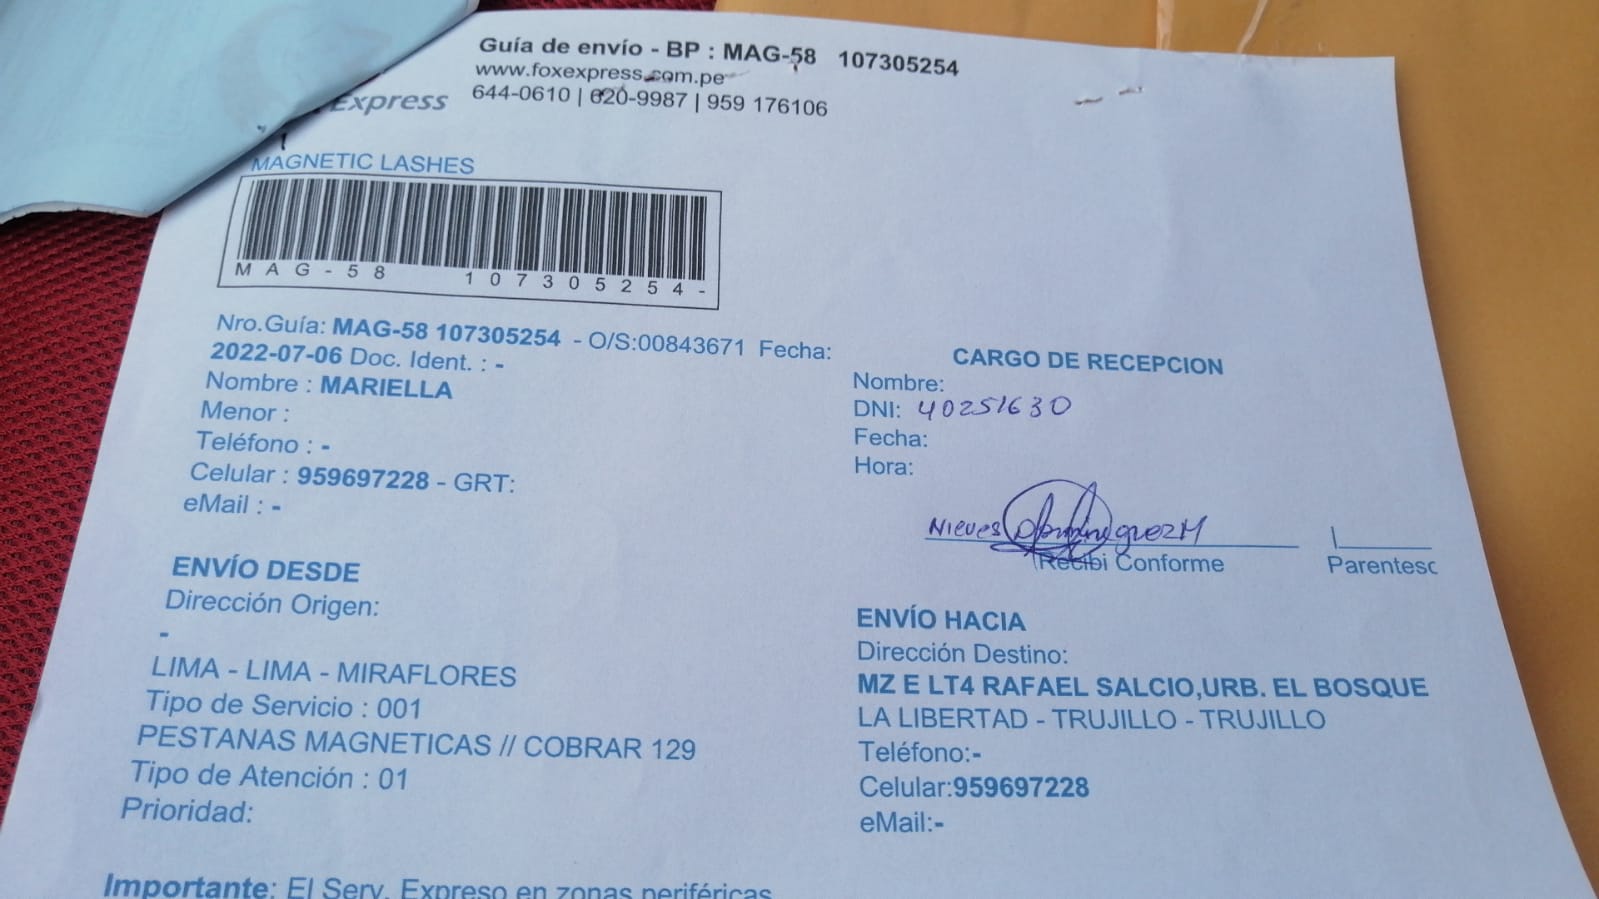 Guía de envío - BP : MAG-58 107305254
www.foxexpress.com.pe
644-0610 | 620-9987 | 959 176106
Express
MAGNETIC LASHES
MAG-58 107305254-
Nro.Guía: MAG-58 107305254 - O/S:00843671 Fecha:
2022-07-06 Doc. Ident. : -
Nombre : MARIELLA
Menor :
Teléfono : -
Celular : 959697228 - GRT:
eMail : -
CARGO DE RECEPCION
Nombre:
DNI: 40251630
Fecha:
Hora:
Nieves Dominguez M
Recibi Conforme
Parentesc
ENVÍO DESDE
Dirección Origen:
-
LIMA - LIMA - MIRAFLORES
Tipo de Servicio : 001
PESTANAS MAGNETICAS // COBRAR 129
Tipo de Atención : 01
Prioridad:
ENVÍO HACIA
Dirección Destino:
MZ E LT4 RAFAEL SALCIO,URB. EL BOSQUE
LA LIBERTAD - TRUJILLO - TRUJILLO
Teléfono:-
Celular:959697228
eMail:-
Importante: El Serv. Expreso en zonas periféricas